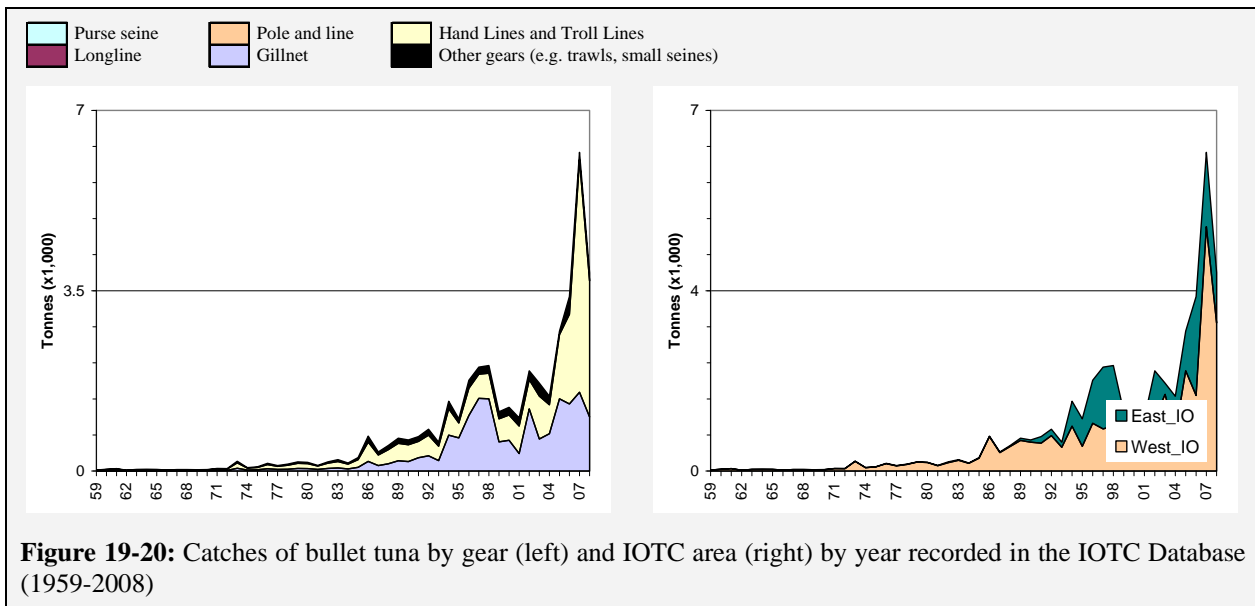 Purse seine
Pole and line
Hand Lines and Troll Lines
Longline
Gillnet
Other gears (e.g. trawls, small seines)
7
3.5
0
Tonnes (x1,000)
59 62 65 68 71 74 77 80 83 86 89 92 95 98 01 04 07
7
4
0
Tonnes (x1,000)
59 62 65 68 71 74 77 80 83 86 89 92 95 98 01 04 07
East_IO
West_IO
Figure 19-20: Catches of bullet tuna by gear (left) and IOTC area (right) by year recorded in the IOTC Database
(1959-2008)